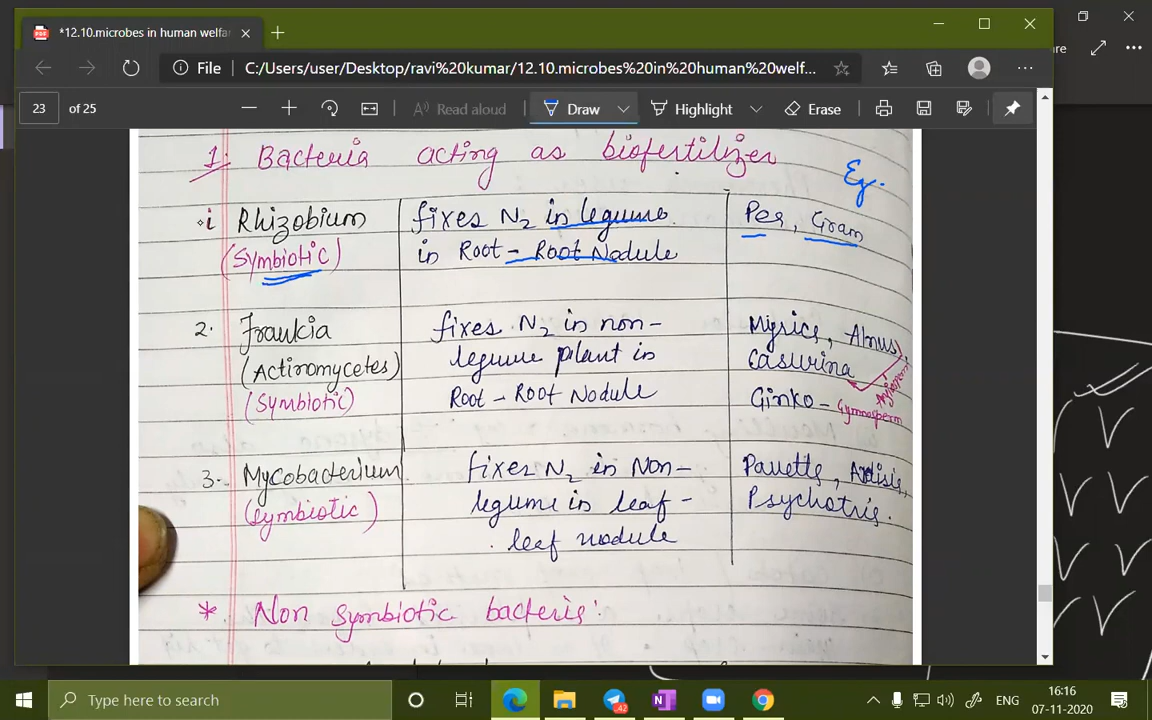 *12.10.microbes in human welfa
File C:/Users/user/Desktop/ravi%20kumar/12.10.microbes%20in%20human%20welf...
re
23 of 25 Read aloud Draw Highlight Erase
1. Bacteria acting as biofertilizer
Eg.
i Rhizobium fixes N2 in legume Pea, Gram
(Symbiotic) in Root - Root Nodule
2. Frankia fixes N2 in non- Myrica, Alnus,
(Actinomycetes) legume plant in Casurina
(Symbiotic) Root - Root Nodule Ginko - Gymnosperm
3. Mycobacterium fixes N2 in Non- Pavetta, Ardisia,
(Symbiotic) legume in leaf - Psychotria.
leaf nodule
* Non Symbiotic bacteria:
Type here to search
42
ENG
16:16
07-11-2020